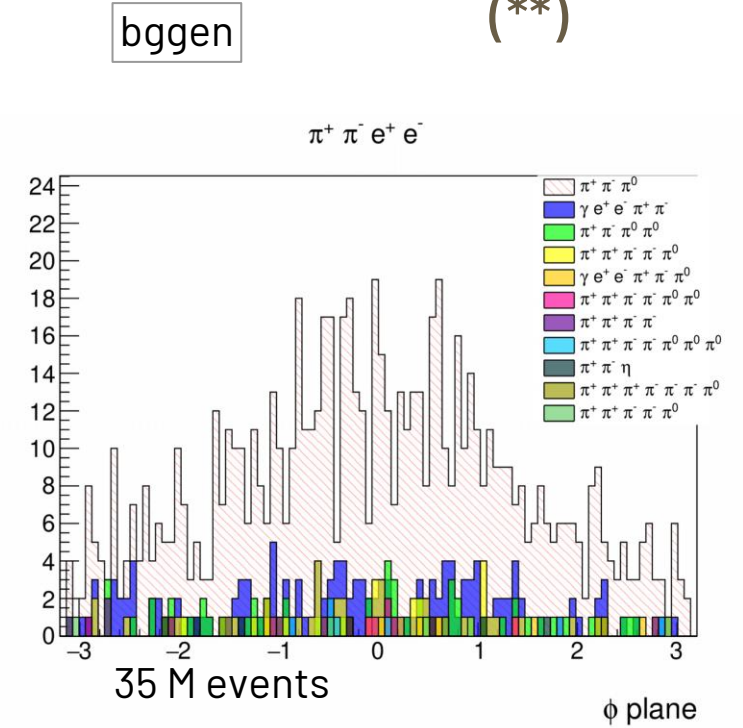 bggen
(**)
π⁺ π⁻ e⁺ e⁻
24
22
20
18
16
14
12
10
8
6
4
2
0
π⁺ π⁻ π⁰
γ e⁺ e⁻ π⁺ π⁻
π⁺ π⁻ π⁰ π⁰
π⁺ π⁺ π⁻ π⁻ π⁰
γ e⁺ e⁻ π⁺ π⁻ π⁰
π⁺ π⁺ π⁻ π⁻ π⁰ π⁰
π⁺ π⁺ π⁻ π⁻
π⁺ π⁺ π⁻ π⁻ π⁰ π⁰ π⁰
π⁺ π⁻ η
π⁺ π⁺ π⁺ π⁻ π⁻ π⁻ π⁰
π⁺ π⁺ π⁻ π⁻ π⁰
−3 −2 −1 0 1 2 3
35 M events
ϕ plane